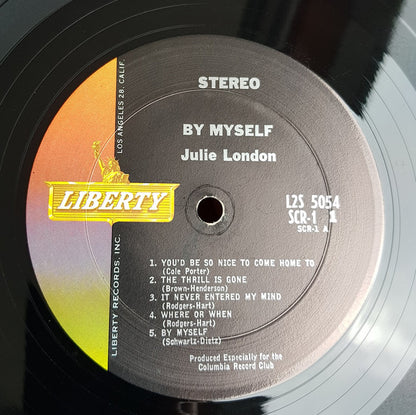 STEREO
BY MYSELF
Julie London
LOS ANGELES 28, CALIF.
LIBERTY
LIBERTY RECORDS, INC.
L2S 5054
SCR-1 1
SCR-1 A
1. YOU'D BE SO NICE TO COME HOME TO
(Cole Porter)
2. THE THRILL IS GONE
(Brown-Henderson)
3. IT NEVER ENTERED MY MIND
(Rodgers-Hart)
4. WHERE OR WHEN
(Rodgers-Hart)
5. BY MYSELF
(Schwartz-Dietz)
Produced Especially for the
Columbia Record Club